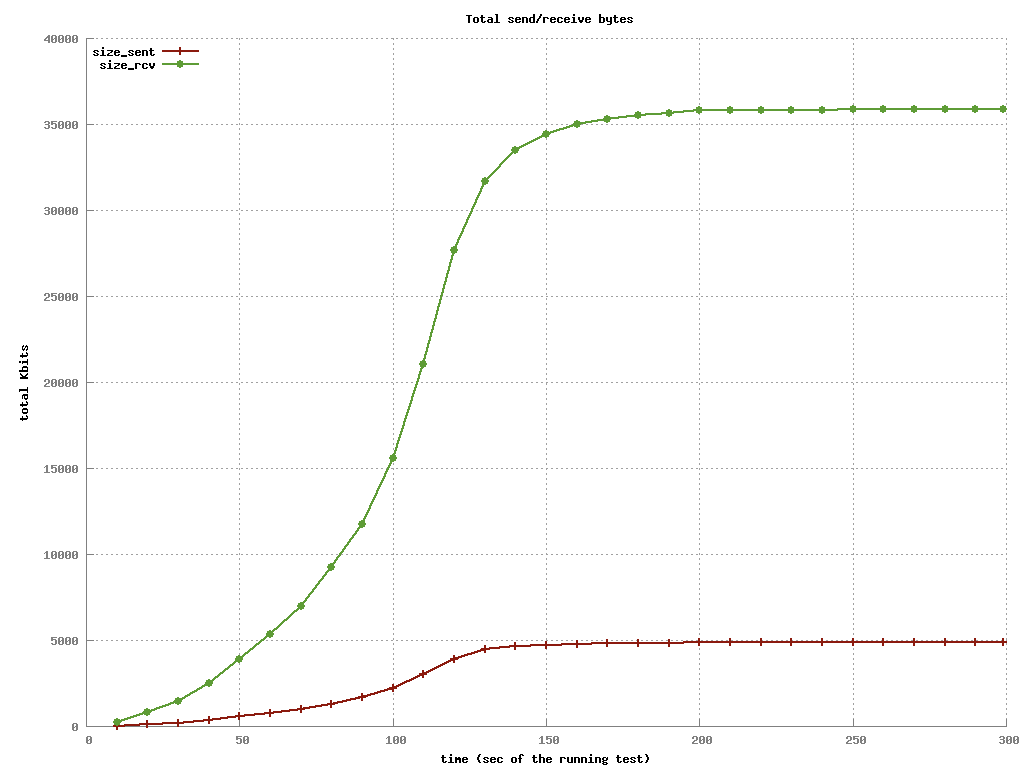 Total send/receive bytes
40000
size_sent
size_rcv
35000
30000
25000
total Kbits
20000
15000
10000
5000
0
0 50 100 150 200 250 300
time (sec of the running test)